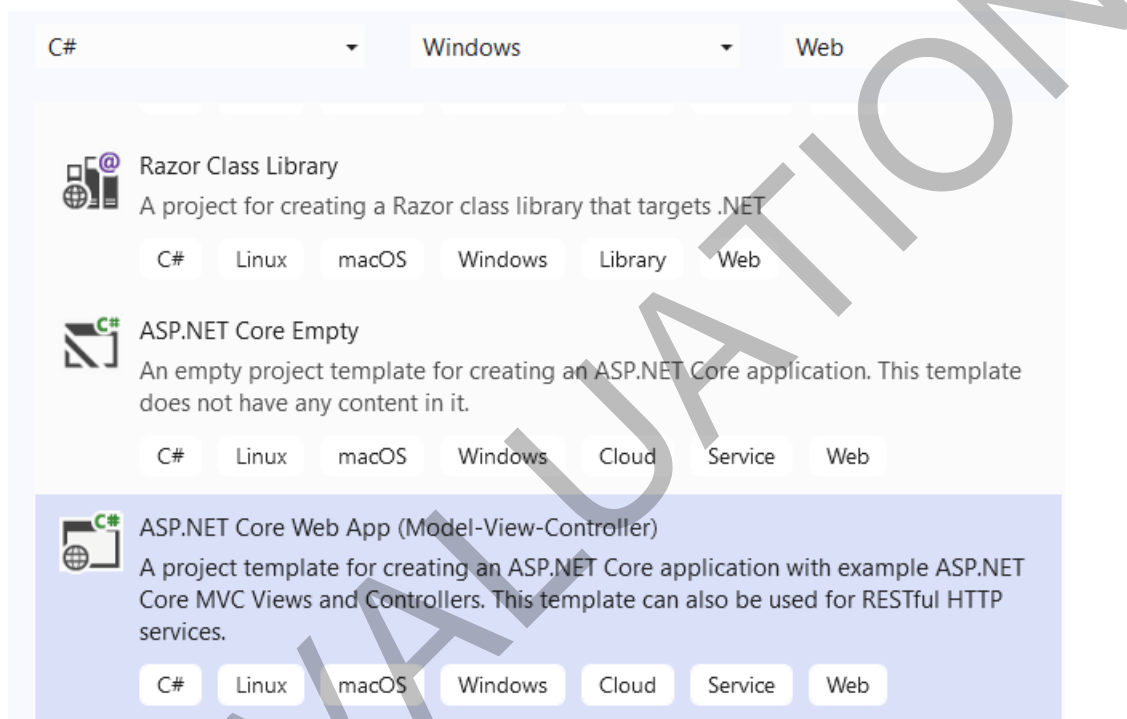 C# Windows Web
Razor Class Library
A project for creating a Razor class library that targets .NET
C# Linux macOS Windows Library Web
ASP.NET Core Empty
An empty project template for creating an ASP.NET Core application. This template
does not have any content in it.
C# Linux macOS Windows Cloud Service Web
ASP.NET Core Web App (Model-View-Controller)
A project template for creating an ASP.NET Core application with example ASP.NET
Core MVC Views and Controllers. This template can also be used for RESTful HTTP
services.
C# Linux macOS Windows Cloud Service Web
VALUATION